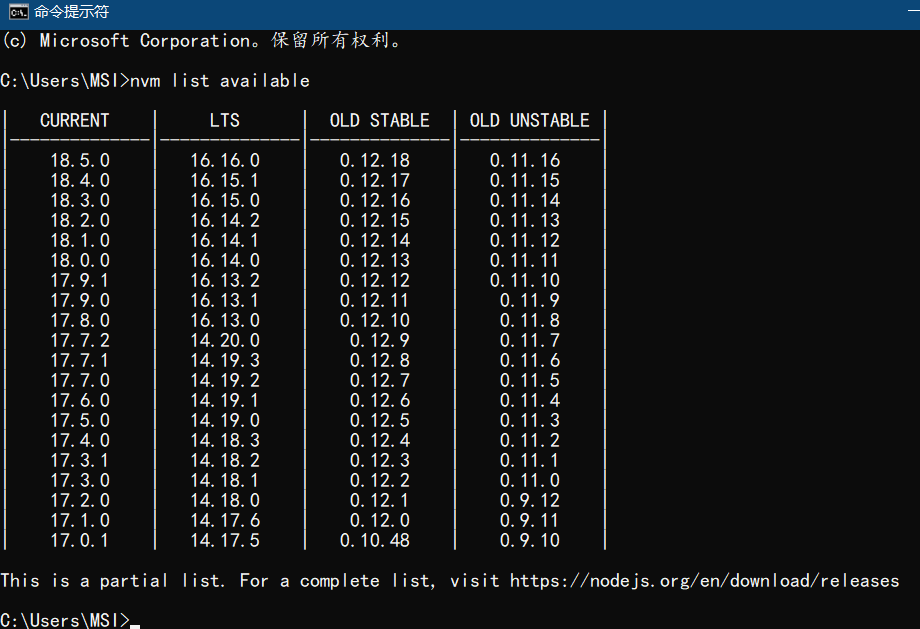 命令提示符
(c) Microsoft Corporation。保留所有权利。
C:\Users\MSI>nvm list available
| CURRENT | LTS | OLD STABLE | OLD UNSTABLE |
|--------------|--------------|--------------|--------------|
| 18.5.0 | 16.16.0 | 0.12.18 | 0.11.16 |
| 18.4.0 | 16.15.1 | 0.12.17 | 0.11.15 |
| 18.3.0 | 16.15.0 | 0.12.16 | 0.11.14 |
| 18.2.0 | 16.14.2 | 0.12.15 | 0.11.13 |
| 18.1.0 | 16.14.1 | 0.12.14 | 0.11.12 |
| 18.0.0 | 16.14.0 | 0.12.13 | 0.11.11 |
| 17.9.1 | 16.13.2 | 0.12.12 | 0.11.10 |
| 17.9.0 | 16.13.1 | 0.12.11 | 0.11.9 |
| 17.8.0 | 16.13.0 | 0.12.10 | 0.11.8 |
| 17.7.2 | 14.20.0 | 0.12.9 | 0.11.7 |
| 17.7.1 | 14.19.3 | 0.12.8 | 0.11.6 |
| 17.7.0 | 14.19.2 | 0.12.7 | 0.11.5 |
| 17.6.0 | 14.19.1 | 0.12.6 | 0.11.4 |
| 17.5.0 | 14.19.0 | 0.12.5 | 0.11.3 |
| 17.4.0 | 14.18.3 | 0.12.4 | 0.11.2 |
| 17.3.1 | 14.18.2 | 0.12.3 | 0.11.1 |
| 17.3.0 | 14.18.1 | 0.12.2 | 0.11.0 |
| 17.2.0 | 14.18.0 | 0.12.1 | 0.9.12 |
| 17.1.0 | 14.17.6 | 0.12.0 | 0.9.11 |
| 17.0.1 | 14.17.5 | 0.10.48 | 0.9.10 |
This is a partial list. For a complete list, visit https://nodejs.org/en/download/releases
C:\Users\MSI>